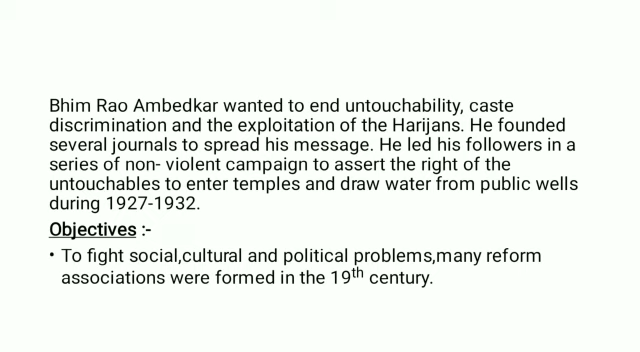 Bhim Rao Ambedkar wanted to end untouchability, caste
discrimination and the exploitation of the Harijans. He founded
several journals to spread his message. He led his followers in a
series of non- violent campaign to assert the right of the
untouchables to enter temples and draw water from public wells
during 1927-1932.
Objectives :-
• To fight social,cultural and political problems,many reform
associations were formed in the 19th century.